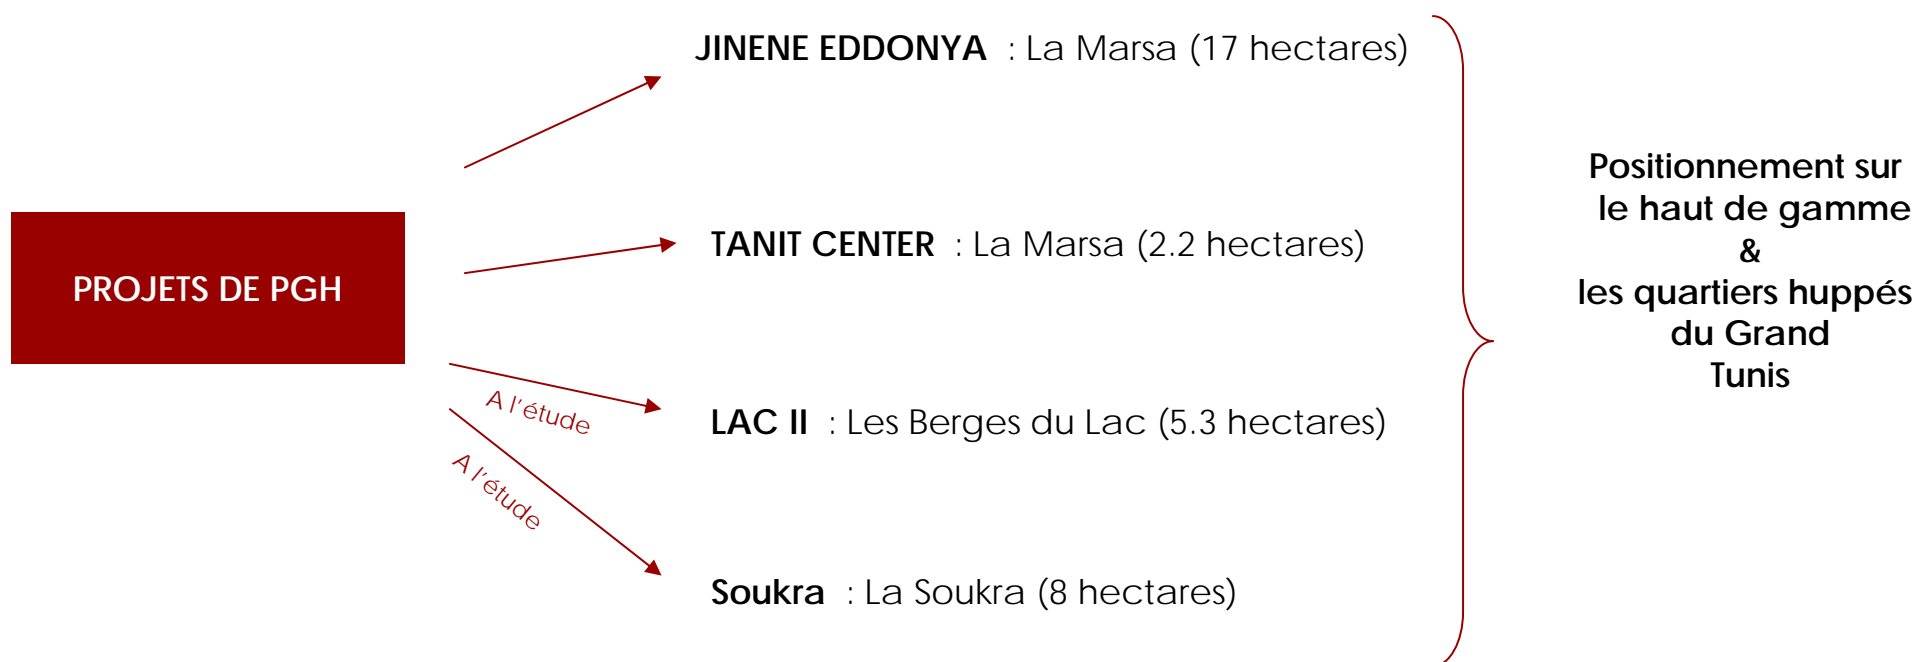 JINENE EDDONYA : La Marsa (17 hectares)
TANIT CENTER : La Marsa (2.2 hectares)
PROJETS DE PGH
A l'étude
LAC II : Les Berges du Lac (5.3 hectares)
A l'étude
Soukra : La Soukra (8 hectares)
Positionnement sur
le haut de gamme
&
les quartiers huppés
du Grand
Tunis